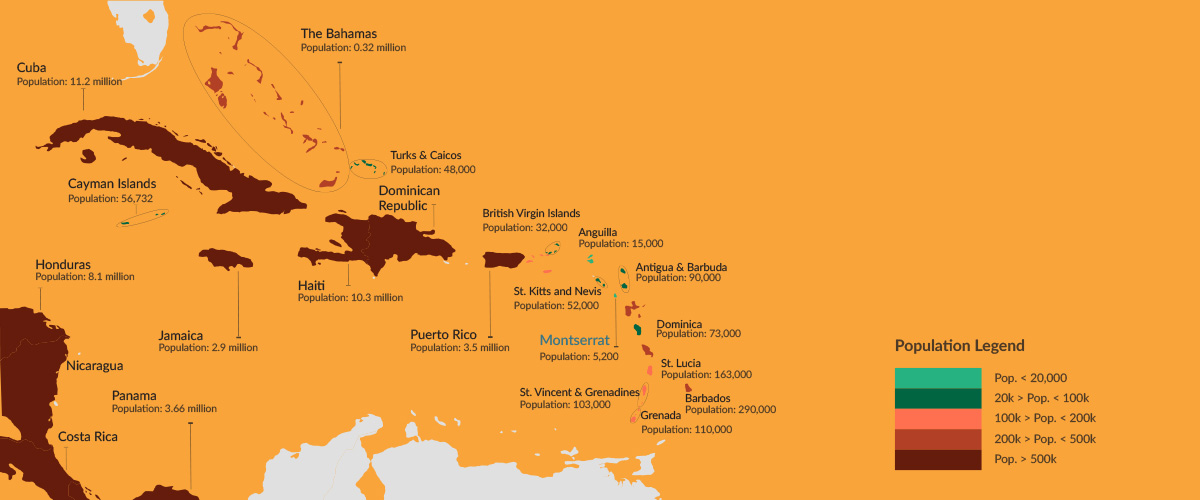 The Bahamas
Population: 0.32 million
Cuba
Population: 11.2 million
Turks & Caicos
Population: 48,000
Cayman Islands
Population: 56,732
Dominican
Republic
British Virgin Islands
Population: 32,000
Anguilla
Population: 15,000
Honduras
Population: 8.1 million
Antigua & Barbuda
Population: 90,000
Haiti
Population: 10.3 million
St. Kitts and Nevis
Population: 52,000
Jamaica
Population: 2.9 million
Puerto Rico
Population: 3.5 million
Montserrat
Population: 5,200
Dominica
Population: 73,000
Nicaragua
St. Lucia
Population: 163,000
Panama
Population: 3.66 million
St. Vincent & Grenadines
Population: 103,000
Barbados
Population: 290,000
Grenada
Population: 110,000
Costa Rica
Population Legend
Pop. < 20,000
20k > Pop. < 100k
100k > Pop. < 200k
200k > Pop. < 500k
Pop. > 500k